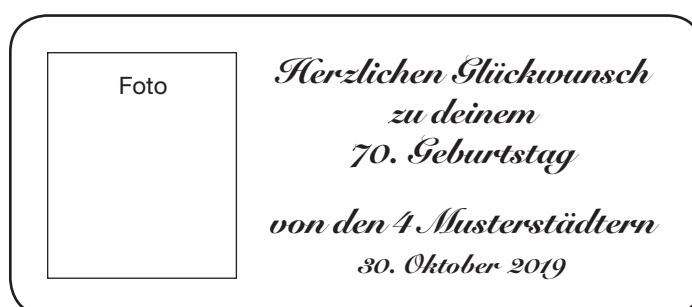 Foto
Herzlichen Glückwunsch
zu deinem
70. Geburtstag
von den 4 Musterstädtern
30. Oktober 2019